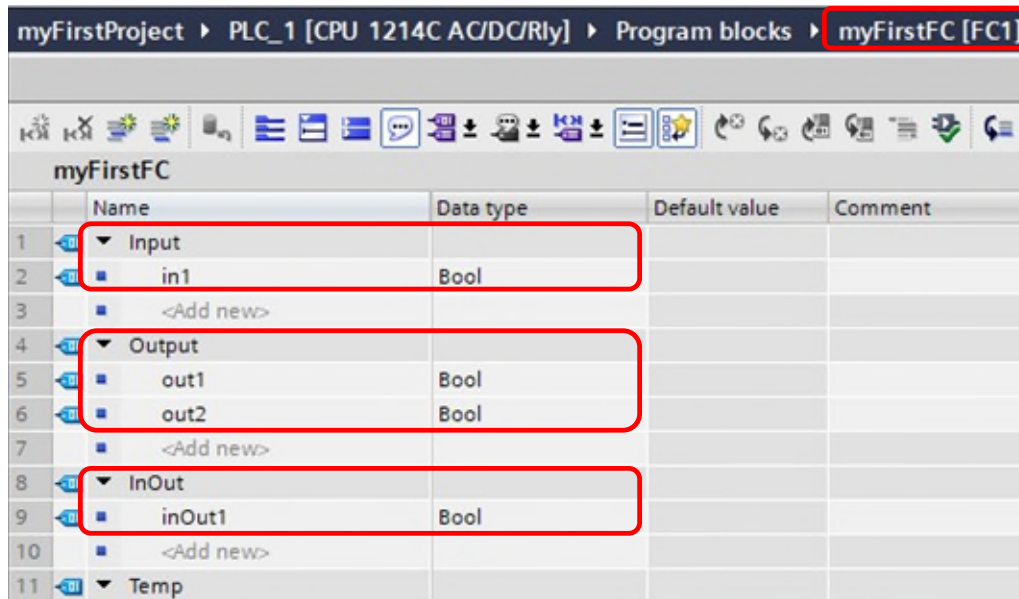 myFirstProject ▸ PLC_1 [CPU 1214C AC/DC/Rly] ▸ Program blocks ▸ myFirstFC [FC1]
myFirstFC
Name Data type Default value Comment
1 Input
2 in1 Bool
3 <Add new>
4 Output
5 out1 Bool
6 out2 Bool
7 <Add new>
8 InOut
9 inOut1 Bool
10 <Add new>
11 Temp